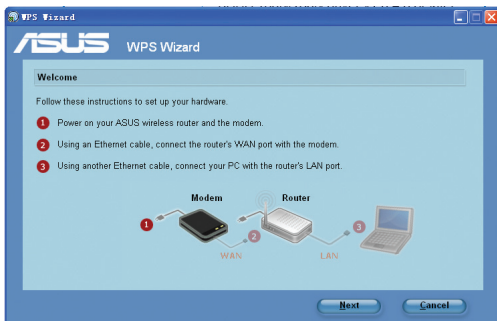 WPS Wizard
ASUS WPS Wizard
Welcome
Follow these instructions to set up your hardware.
1 Power on your ASUS wireless router and the modem.
2 Using an Ethernet cable, connect the router's WAN port with the modem.
3 Using another Ethernet cable, connect your PC with the router's LAN port.
Modem Router
1 2 3
WAN LAN
Next Cancel